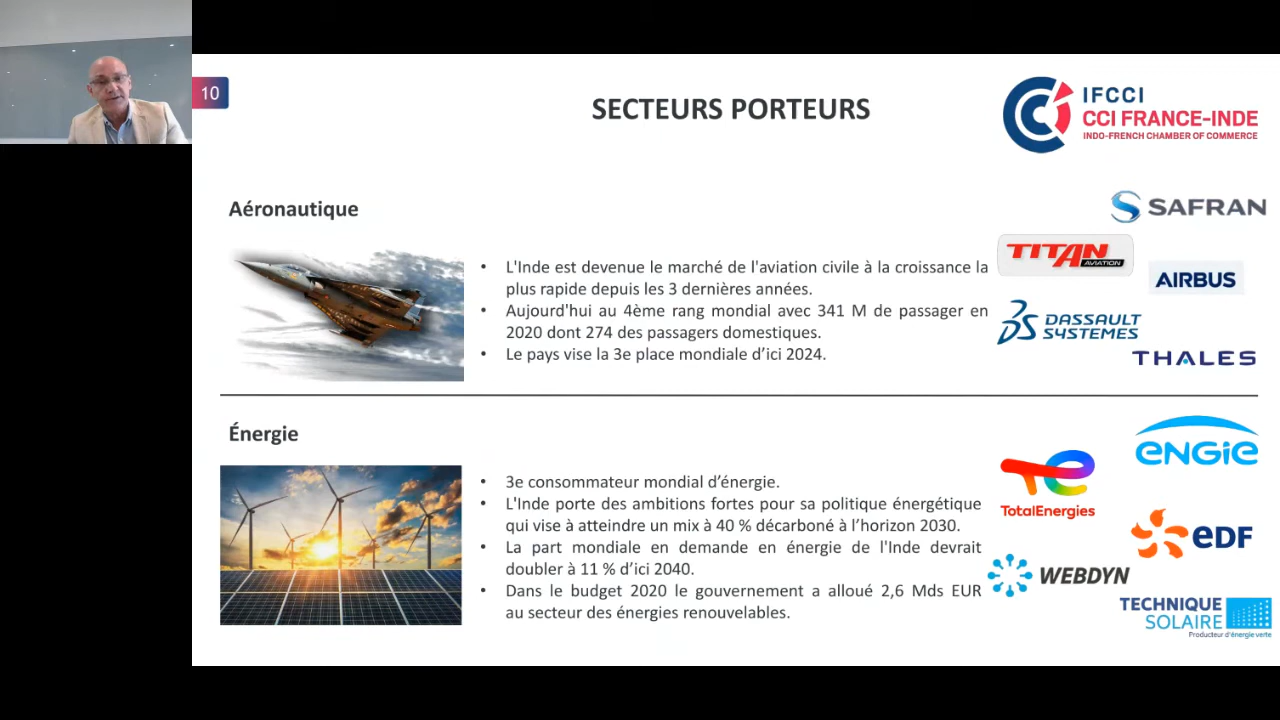 10
SECTEURS PORTEURS
IFCCI
CCI FRANCE-INDE
INDO-FRENCH CHAMBER OF COMMERCE
Aéronautique
L'Inde est devenue le marché de l'aviation civile à la croissance la
plus rapide depuis les 3 dernières années.
Aujourd'hui au 4ème rang mondial avec 341 M de passager en
2020 dont 274 des passagers domestiques.
Le pays vise la 3e place mondiale d’ici 2024.
SAFRAN
TITAN
AVIATION
AIRBUS
DASSAULT
SYSTEMES
THALES
Énergie
3e consommateur mondial d’énergie.
L'Inde porte des ambitions fortes pour sa politique énergétique
qui vise à atteindre un mix à 40 % décarboné à l’horizon 2030.
La part mondiale en demande en énergie de l'Inde devrait
doubler à 11 % d’ici 2040.
Dans le budget 2020 le gouvernement a alloué 2,6 Mds EUR
au secteur des énergies renouvelables.
ENGIE
TotalEnergies
eDF
WEBDYN
TECHNIQUE
SOLAIRE
Producteur d'énergie verte